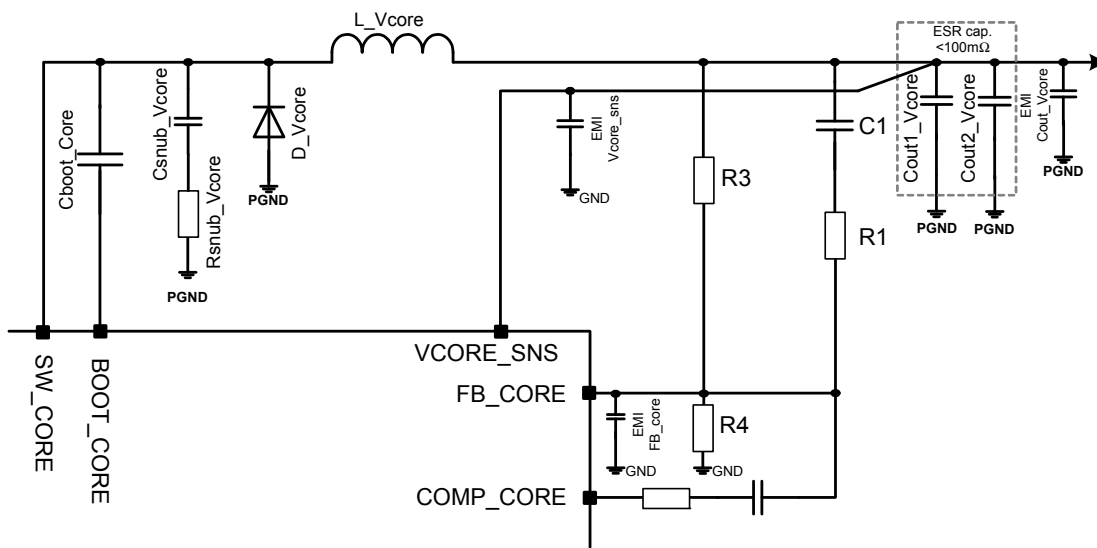 L_Vcore
ESR cap.
<100mΩ
Cboot_Core
Csnub_Vcore
Rsnub_Vcore
PGND
D_Vcore
PGND
EMI
Vcore_sns
GND
R3
C1
R1
Cout1_Vcore
PGND
Cout2_Vcore
PGND
EMI
Cout_Vcore
PGND
SW_CORE
BOOT_CORE
VCORE_SNS
FB_CORE
EMI
FB_core
GND
R4
GND
COMP_CORE